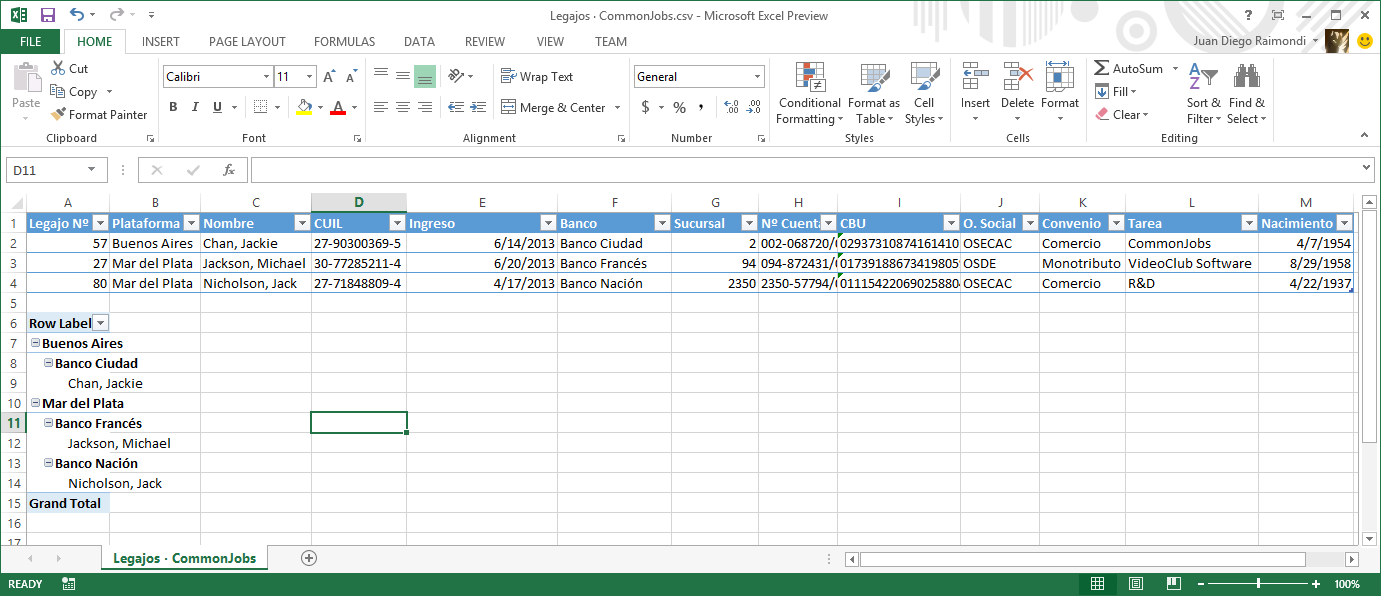 Legajos · CommonJobs.csv - Microsoft Excel Preview
?
FILE HOME INSERT PAGE LAYOUT FORMULAS DATA REVIEW VIEW TEAM
Juan Diego Raimondi
Paste
Cut
Copy
Format Painter
Clipboard
Calibri 11
B I U
Font
Wrap Text
Merge & Center
Alignment
General
$ % ,
Number
Conditional Formatting
Format as Table
Cell Styles
Styles
Insert Delete Format
Cells
AutoSum
Fill
Clear
Sort & Filter
Find & Select
Editing
D11 fx
A B C D E F G H I J K L M
1 Legajo Nº Plataforma Nombre CUIL Ingreso Banco Sucursal Nº Cuenta CBU O. Social Convenio Tarea Nacimiento
2 57 Buenos Aires Chan, Jackie 27-90300369-5 6/14/2013 Banco Ciudad 2 002-068720/ 02937310874161410 OSECAC Comercio CommonJobs 4/7/1954
3 27 Mar del Plata Jackson, Michael 30-77285211-4 6/20/2013 Banco Francés 94 094-872431/ 01739188673419805 OSDE Monotributo VideoClub Software 8/29/1958
4 80 Mar del Plata Nicholson, Jack 27-71848809-4 4/17/2013 Banco Nación 2350 2350-57794/ 01115422069025880 OSECAC Comercio R&D 4/22/1937
5
6 Row Label
7 Buenos Aires
8 Banco Ciudad
9 Chan, Jackie
10 Mar del Plata
11 Banco Francés
12 Jackson, Michael
13 Banco Nación
14 Nicholson, Jack
15 Grand Total
16
17
Legajos · CommonJobs
READY
100%